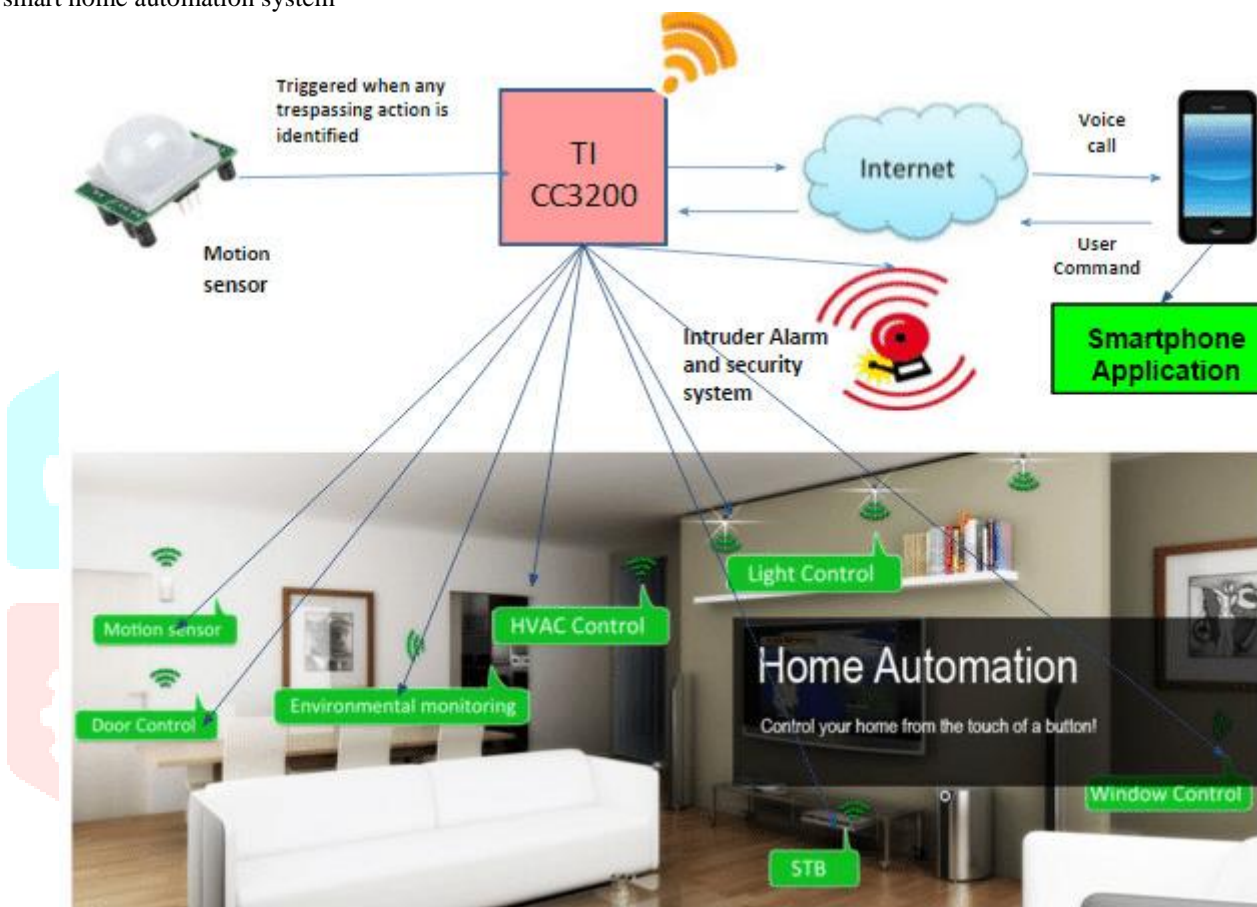 smart home automation system
Triggered when any
trespassing action is
identified
TI
CC3200
Internet
Voice
call
User
Command
Motion
sensor
Intruder Alarm
and security
system
Smartphone
Application
Light Control
Motion sensor
HVAC Control
Home Automation
Environmental monitoring
Door Control
Control your home from the touch of a button!
Window Control
STB